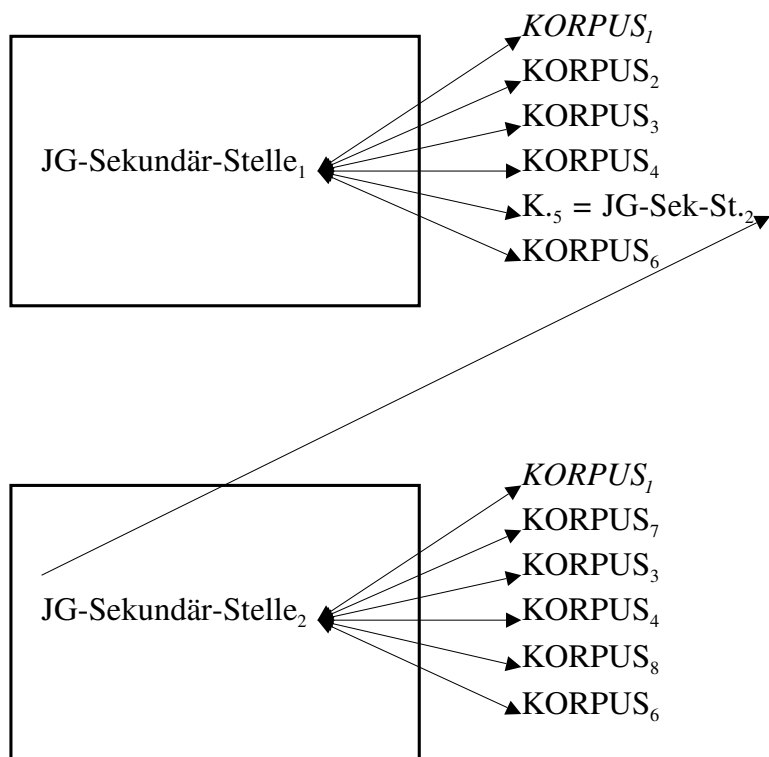 KORPUS₁
KORPUS₂
KORPUS₃
JG-Sekundär-Stelle₁
KORPUS₄
K.₅ = JG-Sek-St.₂
KORPUS₆
KORPUS₁
KORPUS₇
KORPUS₃
JG-Sekundär-Stelle₂
KORPUS₄
KORPUS₈
KORPUS₆